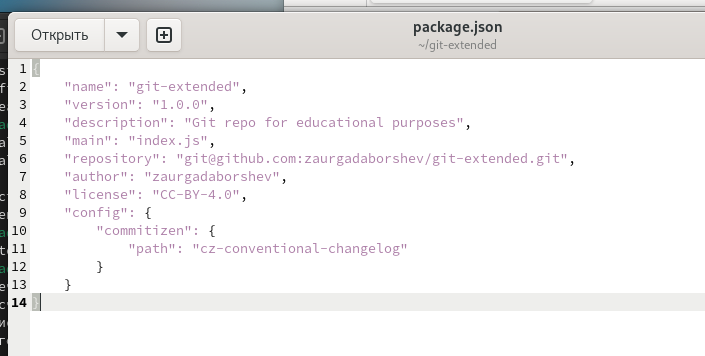 Открыть
package.json
~/git-extended
1 {
2 "name": "git-extended",
3 "version": "1.0.0",
4 "description": "Git repo for educational purposes",
5 "main": "index.js",
6 "repository": "git@github.com:zaurgadaborshev/git-extended.git",
7 "author": "zaurgadaborshev",
8 "license": "CC-BY-4.0",
9 "config": {
10 "commitizen": {
11 "path": "cz-conventional-changelog"
12 }
13 }
14 }